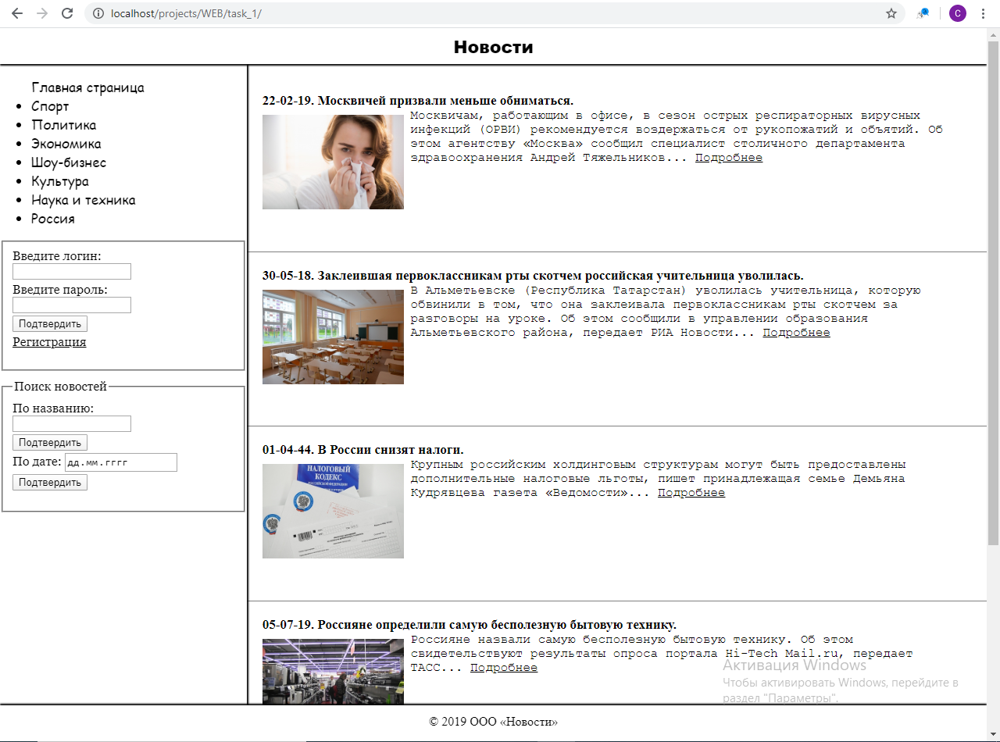 localhost/projects/WEB/task_1/
C
Новости
Главная страница
Спорт
Политика
Экономика
Шоу-бизнес
Культура
Наука и техника
Россия
Введите логин:
Введите пароль:
Подтвердить
Регистрация
Поиск новостей
По названию:
Подтвердить
По дате: дд.мм.гггг
Подтвердить
22-02-19. Москвичей призвали меньше обниматься.
Москвичам, работающим в офисе, в сезон острых респираторных вирусных
инфекций (ОРВИ) рекомендуется воздержаться от рукопожатий и объятий. Об
этом агентству «Москва» сообщил специалист столичного департамента
здравоохранения Андрей Тяжельников... Подробнее
30-05-18. Заклеившая первоклассникам рты скотчем российская учительница уволилась.
В Альметьевске (Республика Татарстан) уволилась учительница, которую
обвинили в том, что она заклеивала первоклассникам рты скотчем за
разговоры на уроке. Об этом сообщили в управлении образования
Альметьевского района, передает РИА Новости... Подробнее
01-04-44. В России снизят налоги.
НАЛОГОВЫЙ
КОДЕКС
Крупным российским холдинговым структурам могут быть предоставлены
дополнительные налоговые льготы, пишет принадлежащая семье Демьяна
Кудрявцева газета «Ведомости»... Подробнее
05-07-19. Россияне определили самую бесполезную бытовую технику.
Россияне назвали самую бесполезную бытовую технику. Об этом
свидетельствуют результаты опроса портала Hi-Tech Mail.ru, передает
ТАСС... Подробнее
Активация Windows
Чтобы активировать Windows, перейдите в
раздел "Параметры".
© 2019 ООО «Новости»